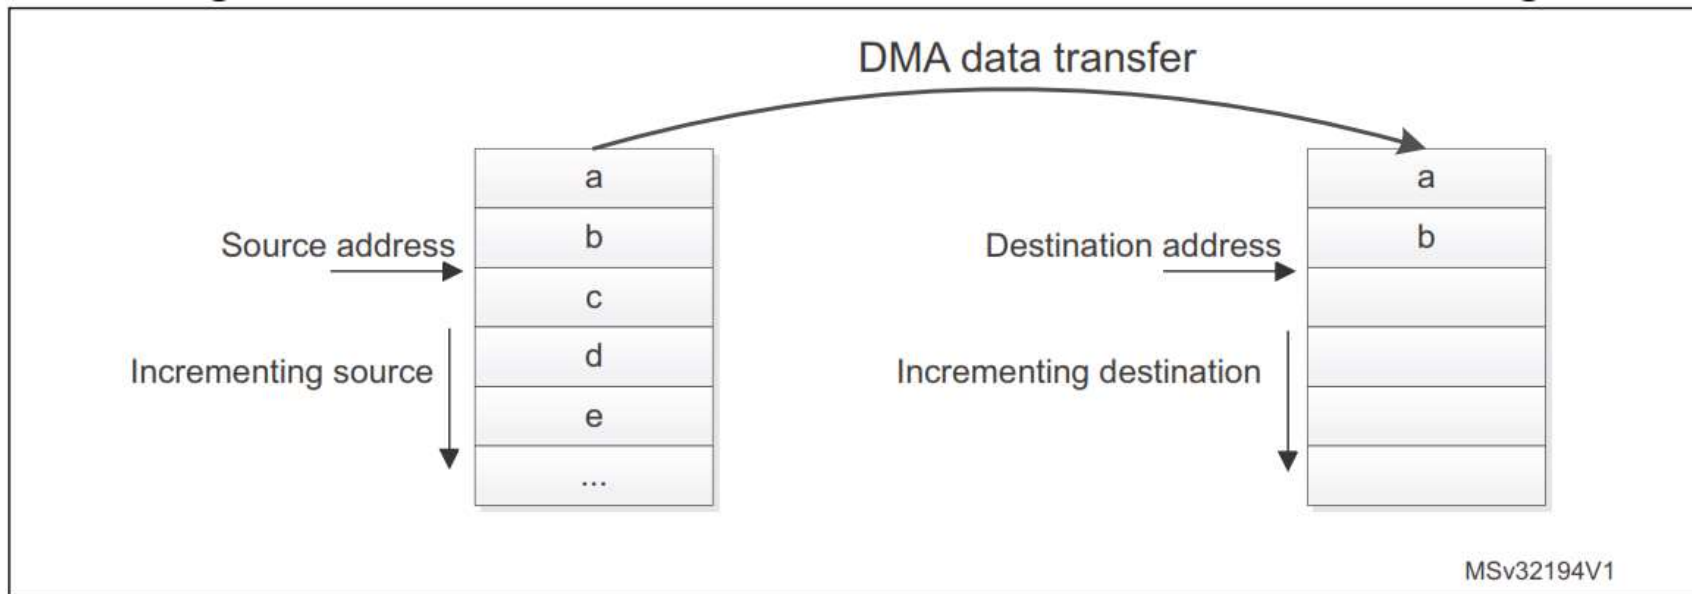 DMA data transfer
a
a
Source address
b
Destination address
b
c
Incrementing source
d
Incrementing destination
e
...
MSv32194V1